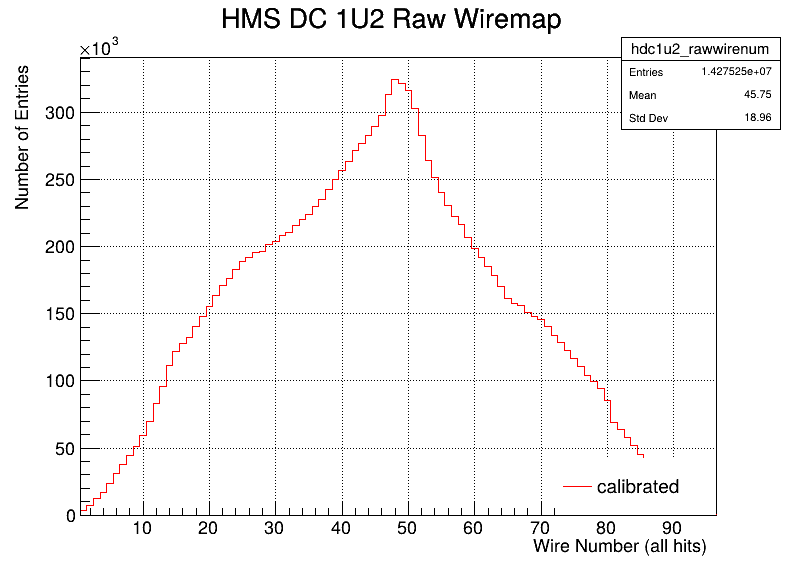 HMS DC 1U2 Raw Wiremap
×10³
hdc1u2_rawwirenum
Entries 1.427525e+07
Mean 45.75
Std Dev 18.96
Number of Entries
300
250
200
150
100
50
0
calibrated
10 20 30 40 50 60 70 80 90
Wire Number (all hits)